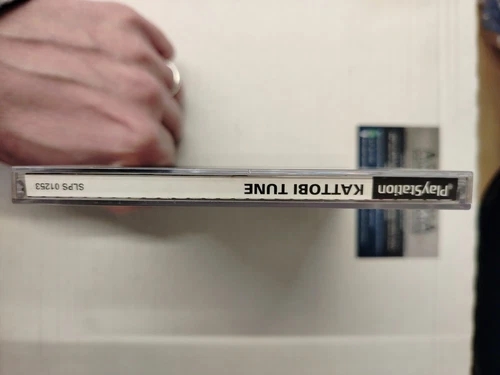 PlayStation KATTOBI TUNE SLPS 01253